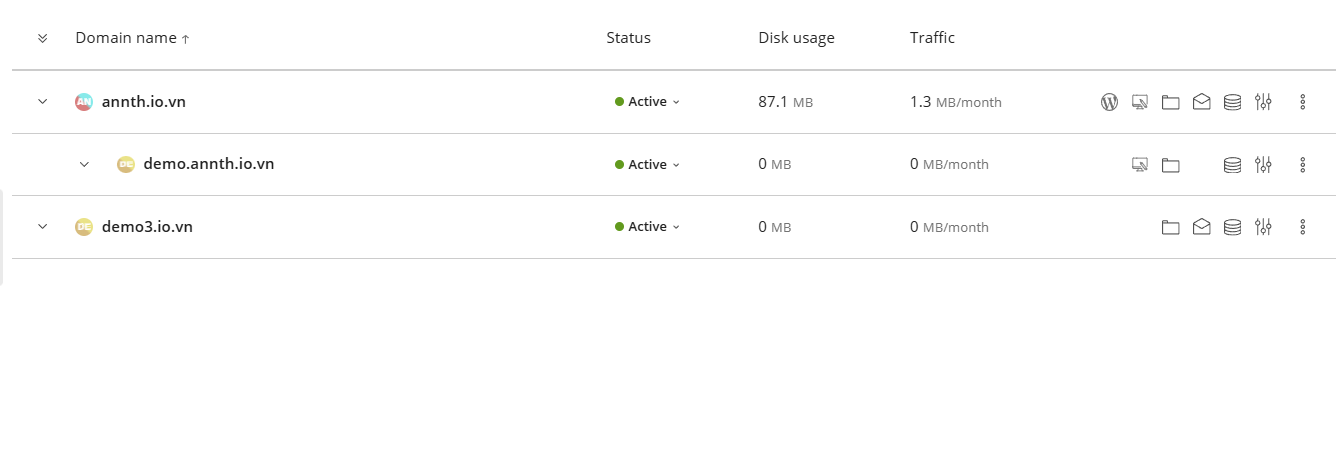 Domain name ↑ Status Disk usage Traffic
AN annth.io.vn Active 87.1 MB 1.3 MB/month
DE demo.annth.io.vn Active 0 MB 0 MB/month
DE demo3.io.vn Active 0 MB 0 MB/month